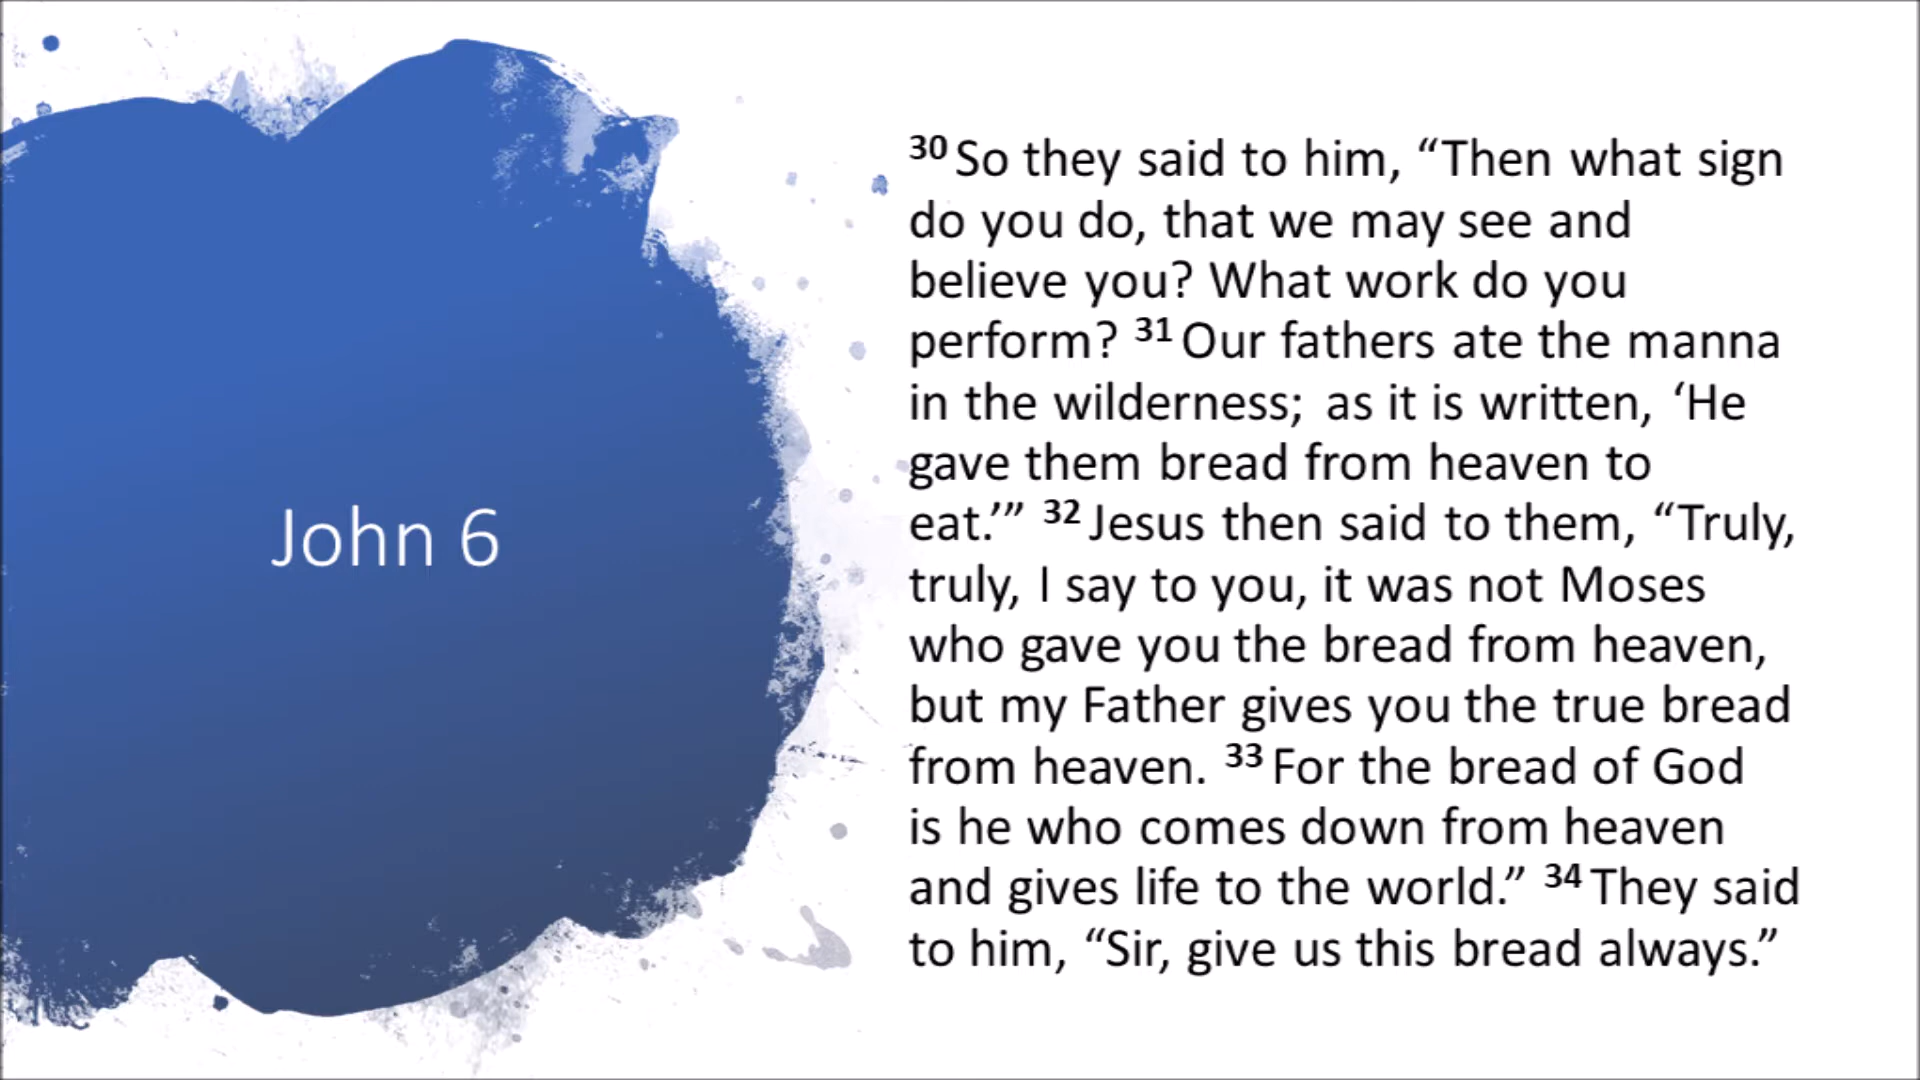 John 6
³⁰ So they said to him, “Then what sign
do you do, that we may see and
believe you? What work do you
perform? ³¹ Our fathers ate the manna
in the wilderness; as it is written, ‘He
gave them bread from heaven to
eat.’” ³² Jesus then said to them, “Truly,
truly, I say to you, it was not Moses
who gave you the bread from heaven,
but my Father gives you the true bread
from heaven. ³³ For the bread of God
is he who comes down from heaven
and gives life to the world.” ³⁴ They said
to him, “Sir, give us this bread always.”